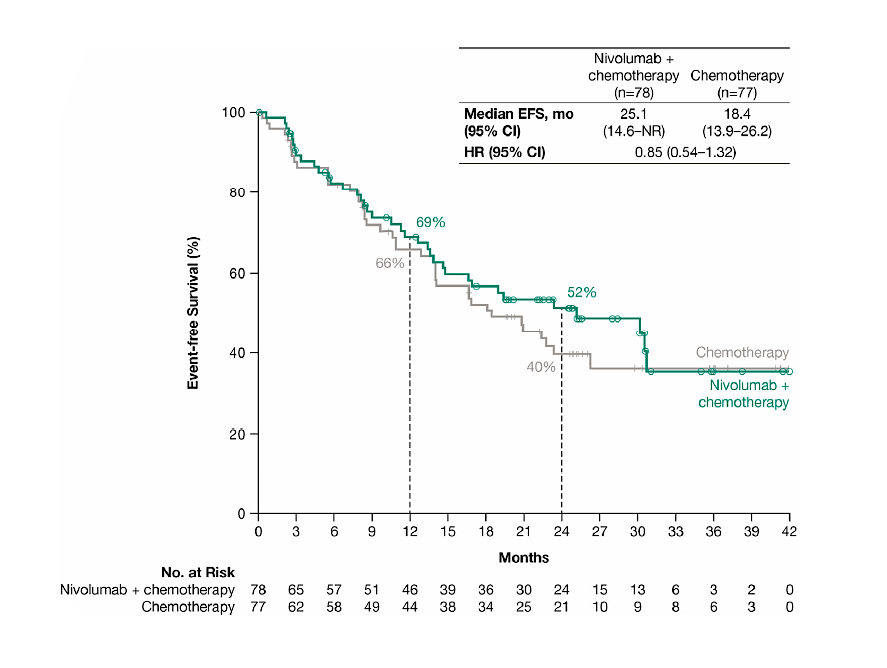 Nivolumab +
chemotherapy Chemotherapy
(n=78) (n=77)
Median EFS, mo 25.1 18.4
(95% CI) (14.6–NR) (13.9–26.2)
HR (95% CI) 0.85 (0.54–1.32)
Event-free Survival (%)
100
80
60
40
20
0
69%
66%
52%
40%
Chemotherapy
Nivolumab +
chemotherapy
0 3 6 9 12 15 18 21 24 27 30 33 36 39 42
Months
No. at Risk
Nivolumab + chemotherapy 78 65 57 51 46 39 36 30 24 15 13 6 3 2 0
Chemotherapy 77 62 58 49 44 38 34 25 21 10 9 8 6 3 0